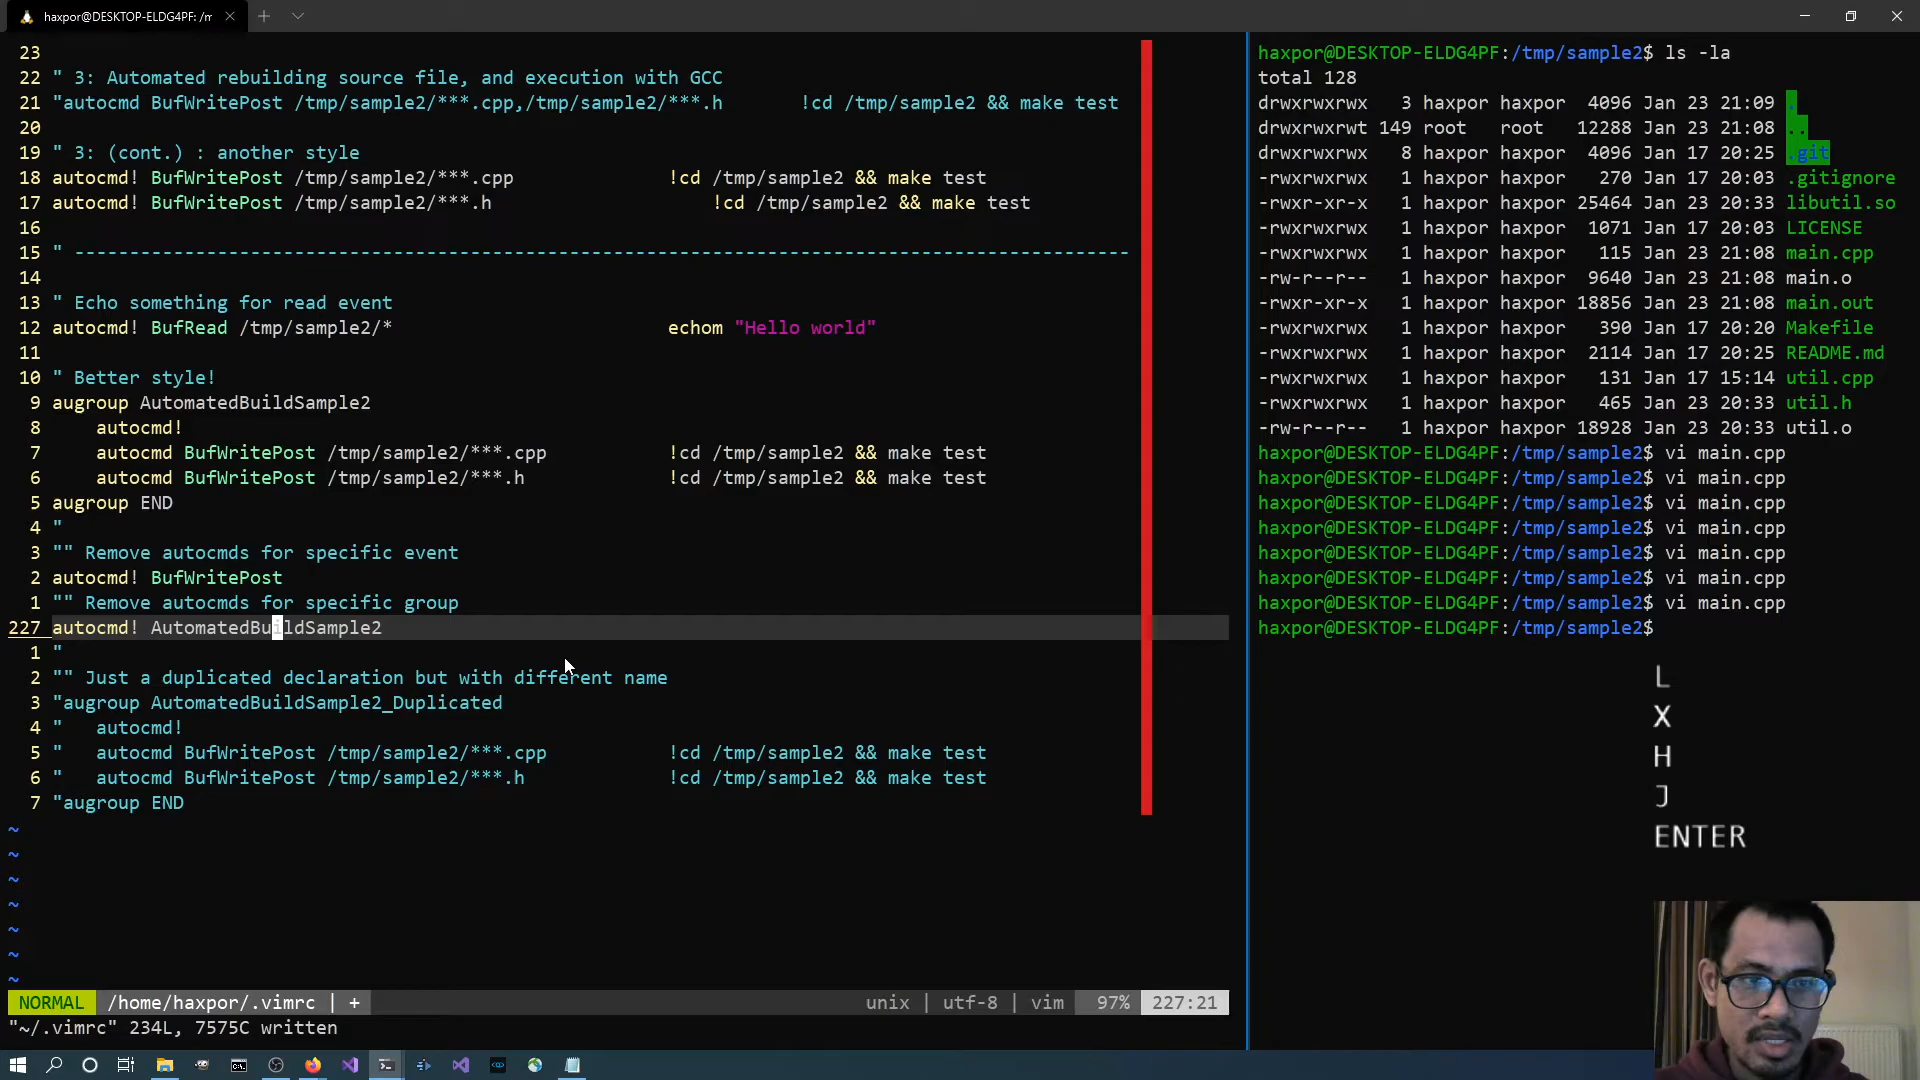 haxpor@DESKTOP-ELDG4PF: /m
23
22 " 3: Automated rebuilding source file, and execution with GCC
21 "autocmd BufWritePost /tmp/sample2/***.cpp,/tmp/sample2/***.h !cd /tmp/sample2 && make test
20
19 " 3: (cont.) : another style
18 autocmd! BufWritePost /tmp/sample2/***.cpp !cd /tmp/sample2 && make test
17 autocmd! BufWritePost /tmp/sample2/***.h !cd /tmp/sample2 && make test
16
15 " ------------------------------------------------------------------------------------------------
14
13 " Echo something for read event
12 autocmd! BufRead /tmp/sample2/* echom "Hello world"
11
10 " Better style!
9 augroup AutomatedBuildSample2
8 autocmd!
7 autocmd BufWritePost /tmp/sample2/***.cpp !cd /tmp/sample2 && make test
6 autocmd BufWritePost /tmp/sample2/***.h !cd /tmp/sample2 && make test
5 augroup END
4 "
3 "" Remove autocmds for specific event
2 autocmd! BufWritePost
1 "" Remove autocmds for specific group
227 autocmd! AutomatedBuildSample2
1 "
2 "" Just a duplicated declaration but with different name
3 "augroup AutomatedBuildSample2_Duplicated
4 " autocmd!
5 " autocmd BufWritePost /tmp/sample2/***.cpp !cd /tmp/sample2 && make test
6 " autocmd BufWritePost /tmp/sample2/***.h !cd /tmp/sample2 && make test
7 "augroup END
~
~
~
~
~
~
~
NORMAL /home/haxpor/.vimrc | + unix | utf-8 | vim 97% 227:21
"~/.vimrc" 234L, 7575C written
haxpor@DESKTOP-ELDG4PF:/tmp/sample2$ ls -la
total 128
drwxrwxrwx 3 haxpor haxpor 4096 Jan 23 21:09 .
drwxrwxrwt 149 root root 12288 Jan 23 21:08 ..
drwxrwxrwx 8 haxpor haxpor 4096 Jan 17 20:25 .git
-rwxrwxrwx 1 haxpor haxpor 270 Jan 17 20:03 .gitignore
-rwxr-xr-x 1 haxpor haxpor 25464 Jan 23 20:33 libutil.so
-rwxrwxrwx 1 haxpor haxpor 1071 Jan 17 20:03 LICENSE
-rwxrwxrwx 1 haxpor haxpor 115 Jan 23 21:08 main.cpp
-rw-r--r-- 1 haxpor haxpor 9640 Jan 23 21:08 main.o
-rwxr-xr-x 1 haxpor haxpor 18856 Jan 23 21:08 main.out
-rwxrwxrwx 1 haxpor haxpor 390 Jan 17 20:20 Makefile
-rwxrwxrwx 1 haxpor haxpor 2114 Jan 17 20:25 README.md
-rwxrwxrwx 1 haxpor haxpor 131 Jan 17 15:14 util.cpp
-rwxrwxrwx 1 haxpor haxpor 465 Jan 23 20:33 util.h
-rw-r--r-- 1 haxpor haxpor 18928 Jan 23 20:33 util.o
haxpor@DESKTOP-ELDG4PF:/tmp/sample2$ vi main.cpp
haxpor@DESKTOP-ELDG4PF:/tmp/sample2$ vi main.cpp
haxpor@DESKTOP-ELDG4PF:/tmp/sample2$ vi main.cpp
haxpor@DESKTOP-ELDG4PF:/tmp/sample2$ vi main.cpp
haxpor@DESKTOP-ELDG4PF:/tmp/sample2$ vi main.cpp
haxpor@DESKTOP-ELDG4PF:/tmp/sample2$ vi main.cpp
haxpor@DESKTOP-ELDG4PF:/tmp/sample2$ vi main.cpp
haxpor@DESKTOP-ELDG4PF:/tmp/sample2$
L
X
H
J
ENTER